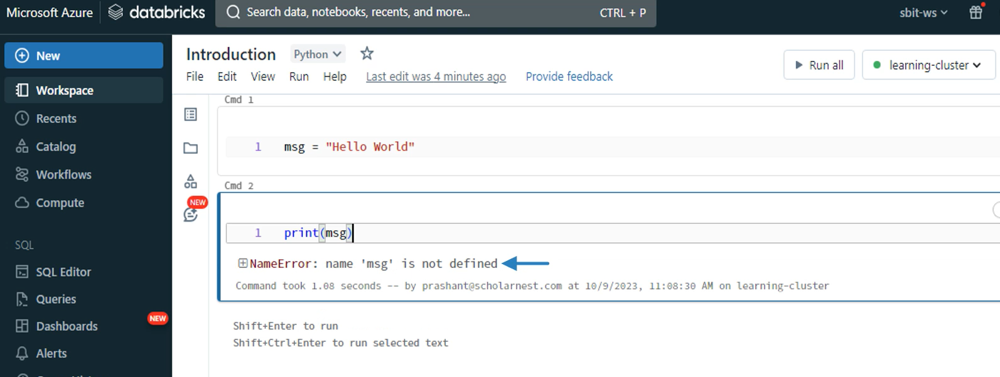 Microsoft Azure databricks Search data, notebooks, recents, and more... CTRL + P sbit-ws
New
Workspace
Recents
Catalog
Workflows
Compute
SQL
SQL Editor
Queries
Dashboards NEW
Alerts
Introduction Python
File Edit View Run Help Last edit was 4 minutes ago Provide feedback
Run all learning-cluster
NEW
Cmd 1
1 msg = "Hello World"
Cmd 2
1 print(msg)
NameError: name 'msg' is not defined
Command took 1.08 seconds -- by prashant@scholarnest.com at 10/9/2023, 11:08:30 AM on learning-cluster
Shift+Enter to run
Shift+Ctrl+Enter to run selected text